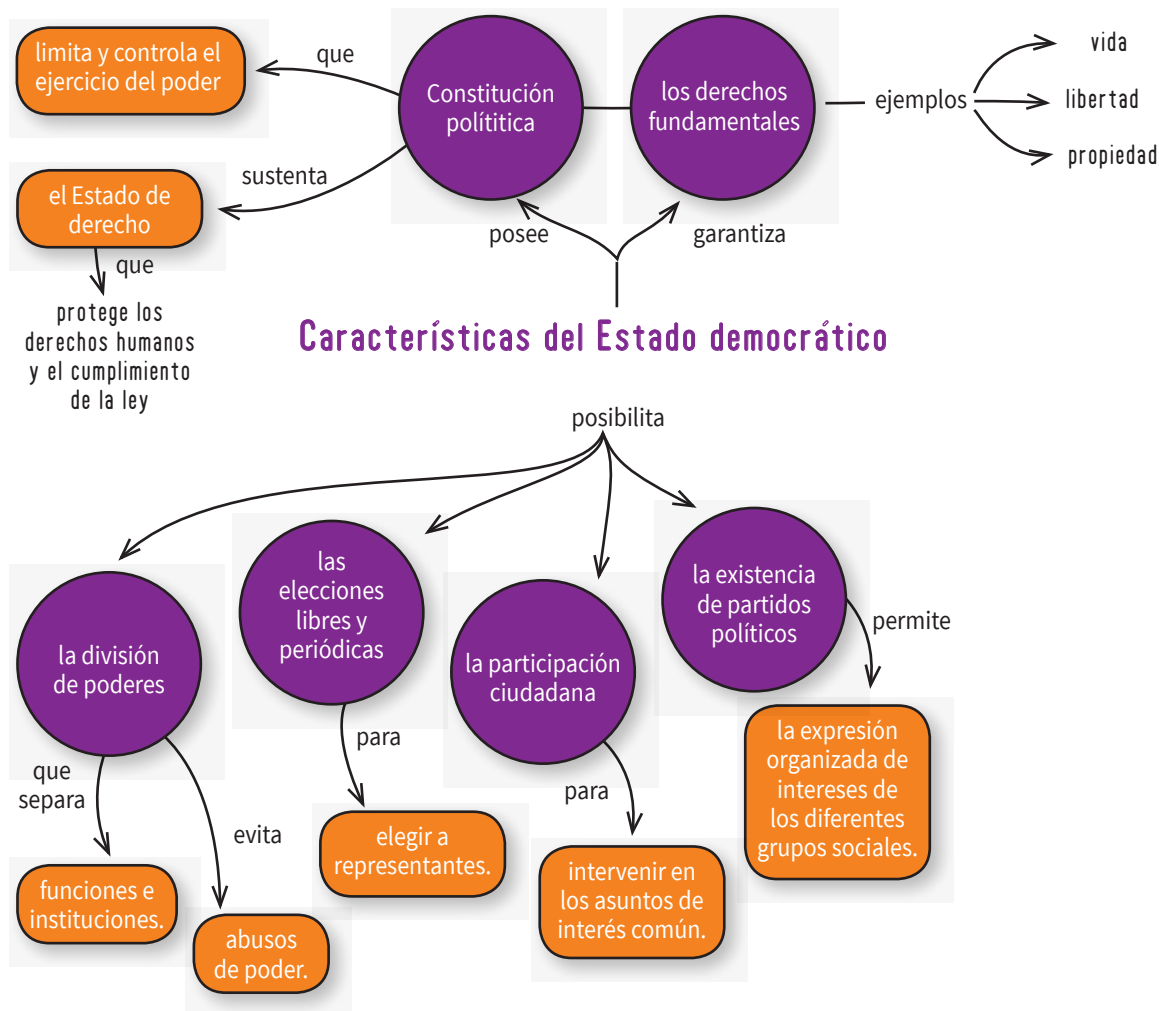 limita y controla el
ejercicio del poder
que
Constitución
polítitica
los derechos
fundamentales
ejemplos
vida
libertad
propiedad
sustenta
el Estado de
derecho
que
protege los
derechos humanos
y el cumplimiento
de la ley
posee
garantiza
Características del Estado democrático
posibilita
la división
de poderes
las
elecciones
libres y
periódicas
la participación
ciudadana
la existencia
de partidos
políticos
permite
que
separa
evita
para
para
funciones e
instituciones.
abusos
de poder.
elegir a
representantes.
intervenir en
los asuntos de
interés común.
la expresión
organizada de
intereses de
los diferentes
grupos sociales.